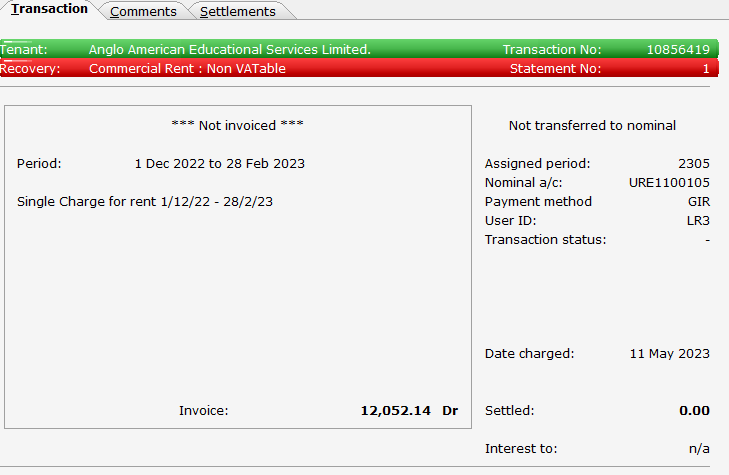 Transaction Comments Settlements
Tenant: Anglo American Educational Services Limited. Transaction No: 10856419
Recovery: Commercial Rent : Non VATable Statement No: 1
*** Not invoiced *** Not transferred to nominal
Period: 1 Dec 2022 to 28 Feb 2023 Assigned period: 2305
Nominal a/c: URE1100105
Single Charge for rent 1/12/22 - 28/2/23 Payment method GIR
User ID: LR3
Transaction status: -
Date charged: 11 May 2023
Invoice: 12,052.14 Dr Settled: 0.00
Interest to: n/a